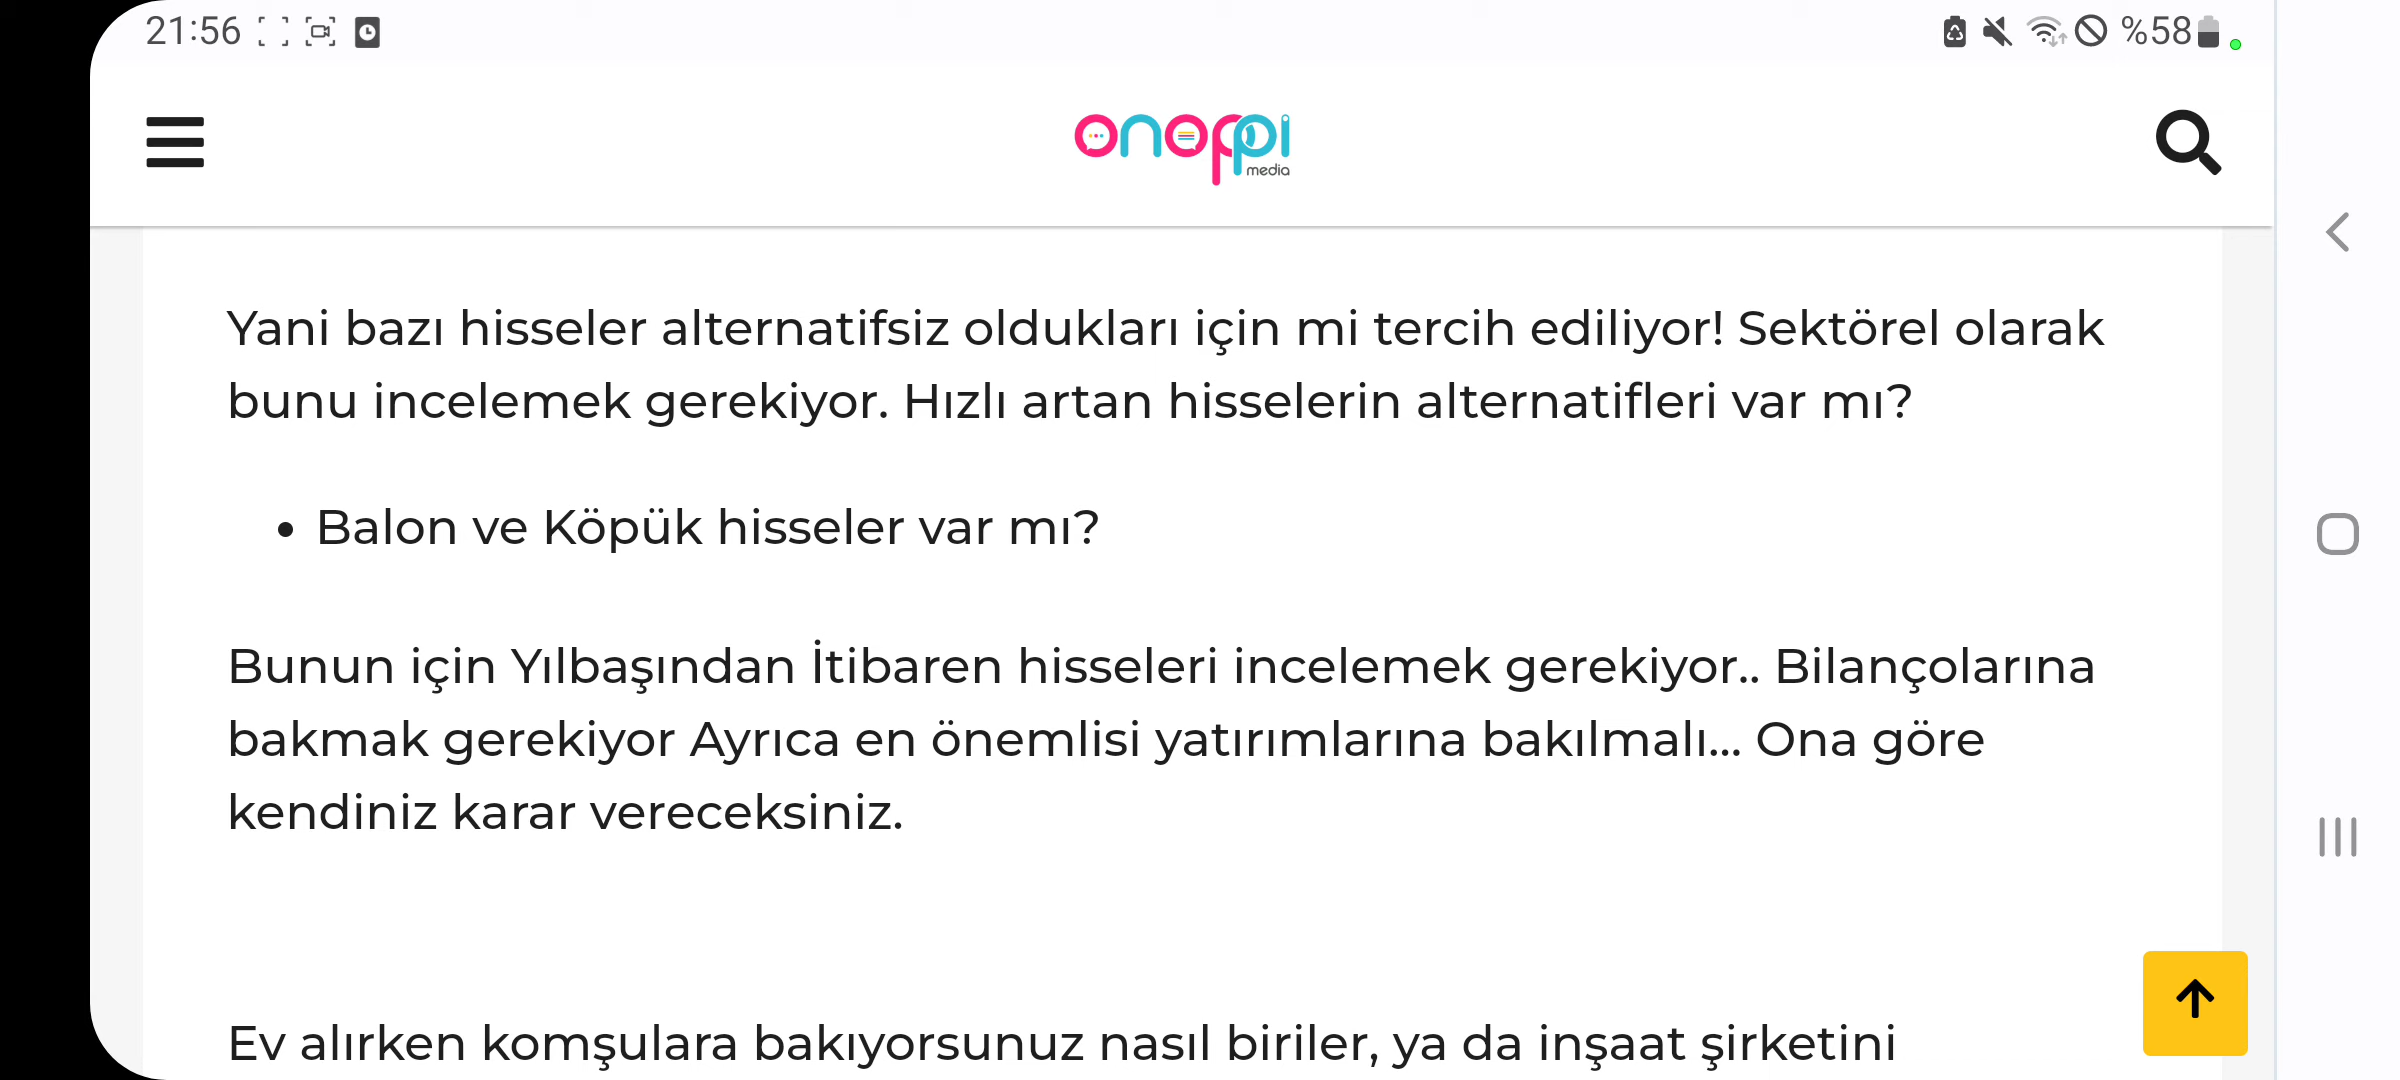 21:56
%58
onappi
media
Yani bazı hisseler alternatifsiz oldukları için mi tercih ediliyor! Sektörel olarak
bunu incelemek gerekiyor. Hızlı artan hisselerin alternatifleri var mı?
• Balon ve Köpük hisseler var mı?
Bunun için Yılbaşından İtibaren hisseleri incelemek gerekiyor.. Bilançolarına
bakmak gerekiyor Ayrıca en önemlisi yatırımlarına bakılmalı... Ona göre
kendiniz karar vereceksiniz.
Ev alırken komşulara bakıyorsunuz nasıl biriler, ya da inşaat şirketini